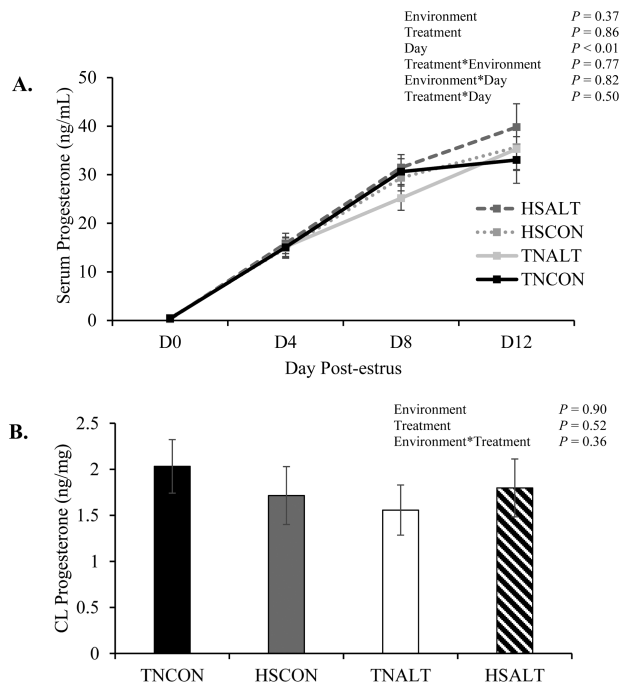 Environment P = 0.37
Treatment P = 0.86
Day P < 0.01
Treatment*Environment P = 0.77
Environment*Day P = 0.82
Treatment*Day P = 0.50
A.
Serum Progesterone (ng/mL)
50
40
30
20
10
0
HSALT
HSCON
TNALT
TNCON
D0 D4 D8 D12
Day Post-estrus
Environment P = 0.90
Treatment P = 0.52
Environment*Treatment P = 0.36
B.
CL Progesterone (ng/mg)
2.5
2
1.5
1
0.5
0
TNCON HSCON TNALT HSALT